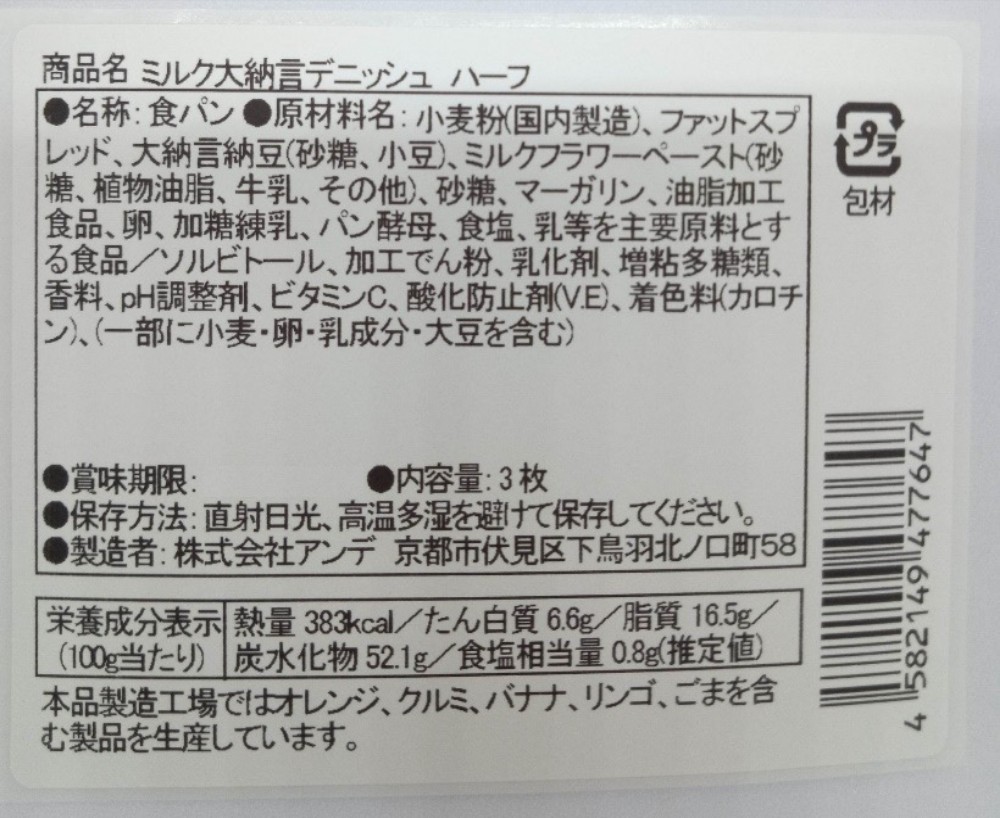 商品名 ミルク大納言デニッシュ ハーフ
●名称: 食パン ●原材料名: 小麦粉(国内製造)、ファットスプ
レッド、大納言納豆(砂糖、小豆)、ミルクフラワーペースト(砂
糖、植物油脂、牛乳、その他)、砂糖、マーガリン、油脂加工
食品、卵、加糖練乳、パン酵母、食塩、乳等を主要原料とす
る食品/ソルビトール、加工でん粉、乳化剤、増粘多糖類、
香料、pH調整剤、ビタミンC、酸化防止剤(V.E)、着色料(カロチ
ン)、(一部に小麦・卵・乳成分・大豆を含む)
●賞味期限: ●内容量: 3枚
●保存方法: 直射日光、高温多湿を避けて保存してください。
●製造者: 株式会社アンデ 京都市伏見区下鳥羽北ノ口町58
栄養成分表示 熱量 383kcal/たん白質 6.6g/脂質 16.5g/
(100g当たり) 炭水化物 52.1g/食塩相当量 0.8g(推定値)
本品製造工場ではオレンジ、クルミ、バナナ、リンゴ、ごまを含
む製品を生産しています。
プラ
包材
4582149477647